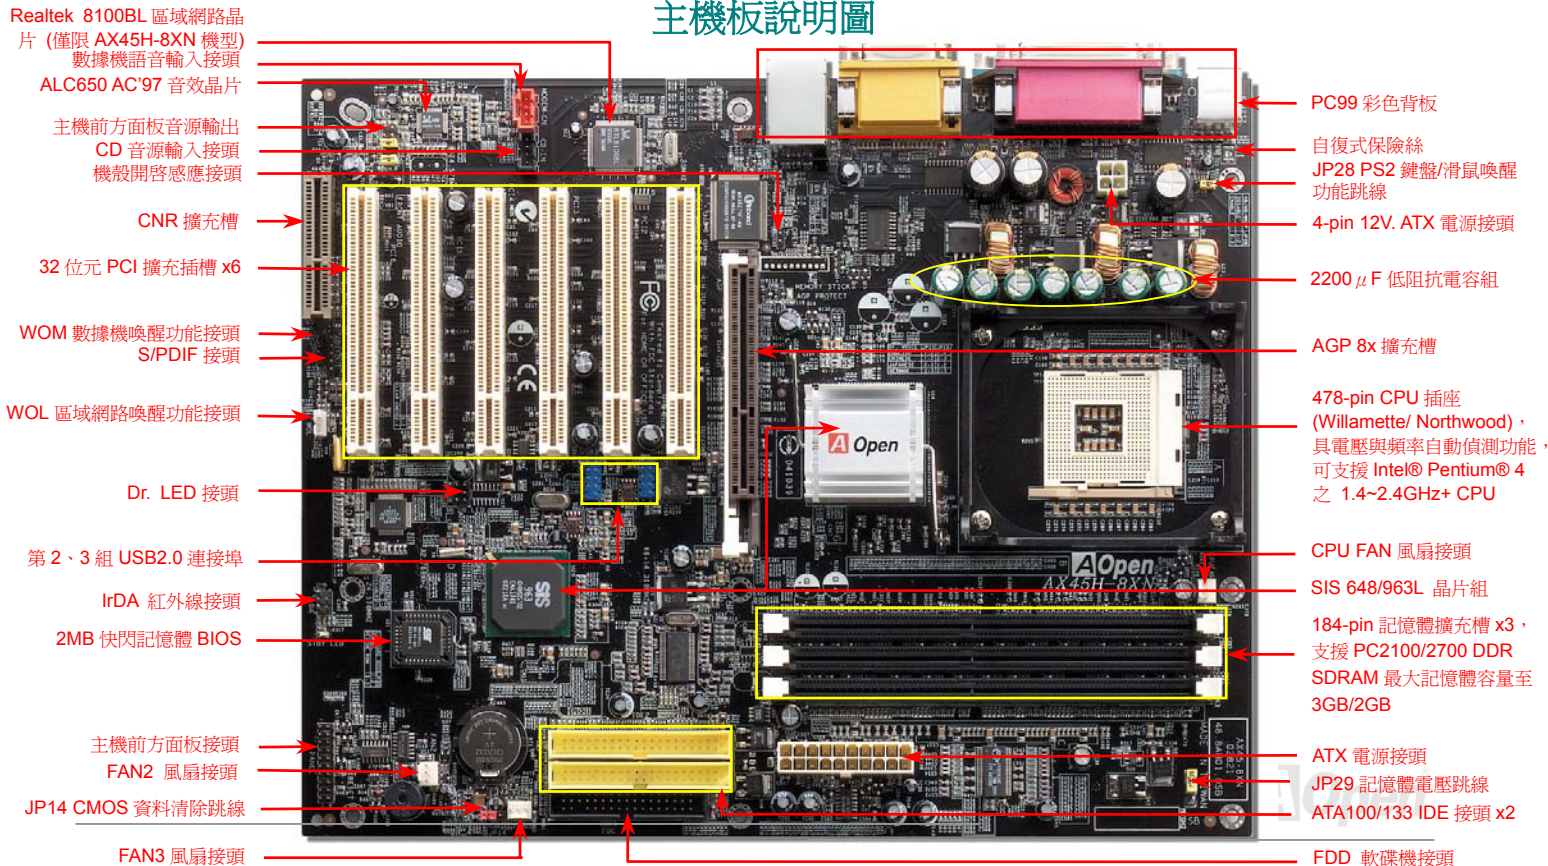 主機板說明圖
Realtek 8100BL 區域網路晶
片 (僅限 AX45H-8XN 機型)
數據機語音輸入接頭
ALC650 AC'97 音效晶片
主機前方面板音源輸出
CD 音源輸入接頭
機殼開啓感應接頭
CNR 擴充槽
32 位元 PCI 擴充插槽 x6
WOM 數據機喚醒功能接頭
S/PDIF 接頭
WOL 區域網路喚醒功能接頭
Dr. LED 接頭
第 2、3 組 USB2.0 連接埠
IrDA 紅外線接頭
2MB 快閃記憶體 BIOS
主機前方面板接頭
FAN2 風扇接頭
JP14 CMOS 資料清除跳線
FAN3 風扇接頭
PC99 彩色背板
自復式保險絲
JP28 PS2 鍵盤/滑鼠喚醒
功能跳線
4-pin 12V. ATX 電源接頭
2200 μF 低阻抗電容組
AGP 8x 擴充槽
478-pin CPU 插座
(Willamette/ Northwood)，
具電壓與頻率自動偵測功能，
可支援 Intel® Pentium® 4
之 1.4~2.4GHz+ CPU
CPU FAN 風扇接頭
SIS 648/963L 晶片組
184-pin 記憶體擴充槽 x3，
支援 PC2100/2700 DDR
SDRAM 最大記憶體容量至
3GB/2GB
ATX 電源接頭
JP29 記憶體電壓跳線
ATA100/133 IDE 接頭 x2
FDD 軟碟機接頭
MEMORY STICK
AGP PROTECT
A Open
D41D39
AOpen
AX45H-8XN
SIS
FC
CE
Open